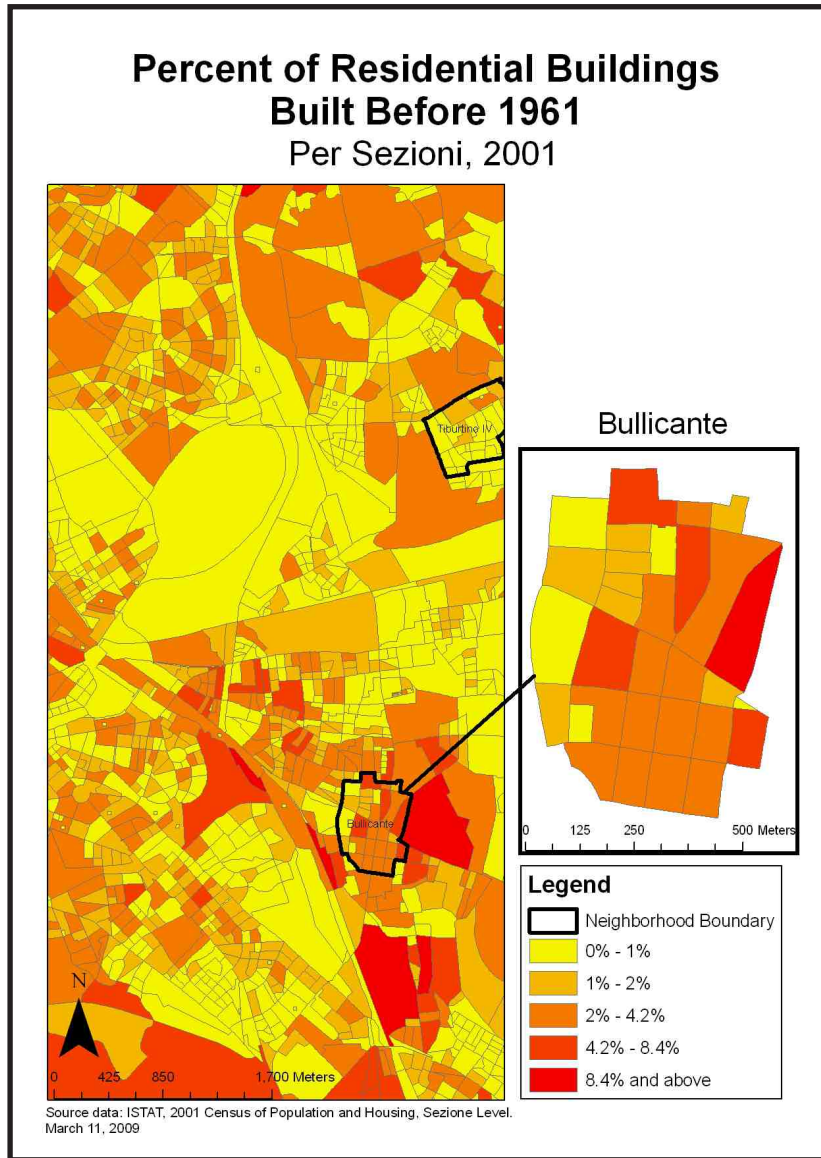 Percent of Residential Buildings
Built Before 1961
Per Sezioni, 2001
Tiburtino IV
Bullicante
Bullicante
0 125 250 500 Meters
Legend
Neighborhood Boundary
0% - 1%
1% - 2%
2% - 4.2%
4.2% - 8.4%
8.4% and above
N
0 425 850 1,700 Meters
Source data: ISTAT, 2001 Census of Population and Housing, Sezione Level.
March 11, 2009